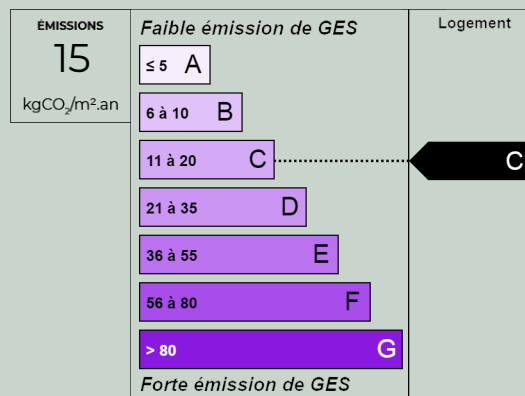 ÉMISSIONS
15
kgCO₂/m².an
Faible émission de GES
≤ 5 A
6 à 10 B
11 à 20 C
21 à 35 D
36 à 55 E
56 à 80 F
> 80 G
Forte émission de GES
Logement
C